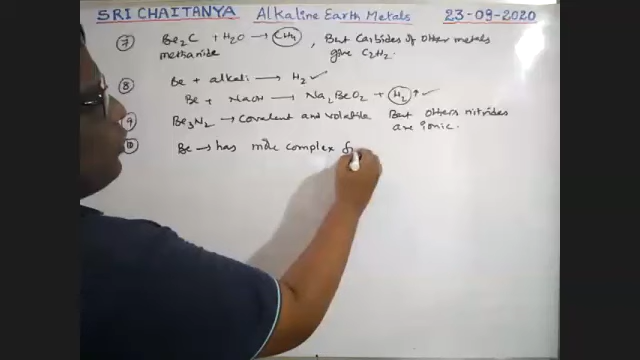 SRI CHAITANYA Alkaline Earth Metals 23-09-2020
⑦ Be₂C + H₂O → CH₄ , But Carbides of other metals
methanide give C₂H₂.
⑧ Be + alkali → H₂ ✓
Be + NaOH → Na₂BeO₂ + H₂ ↑ ✓
⑨ Be₃N₂ → Covalent and volatile But others nitrides
are ionic.
⑩ Be → has more complex